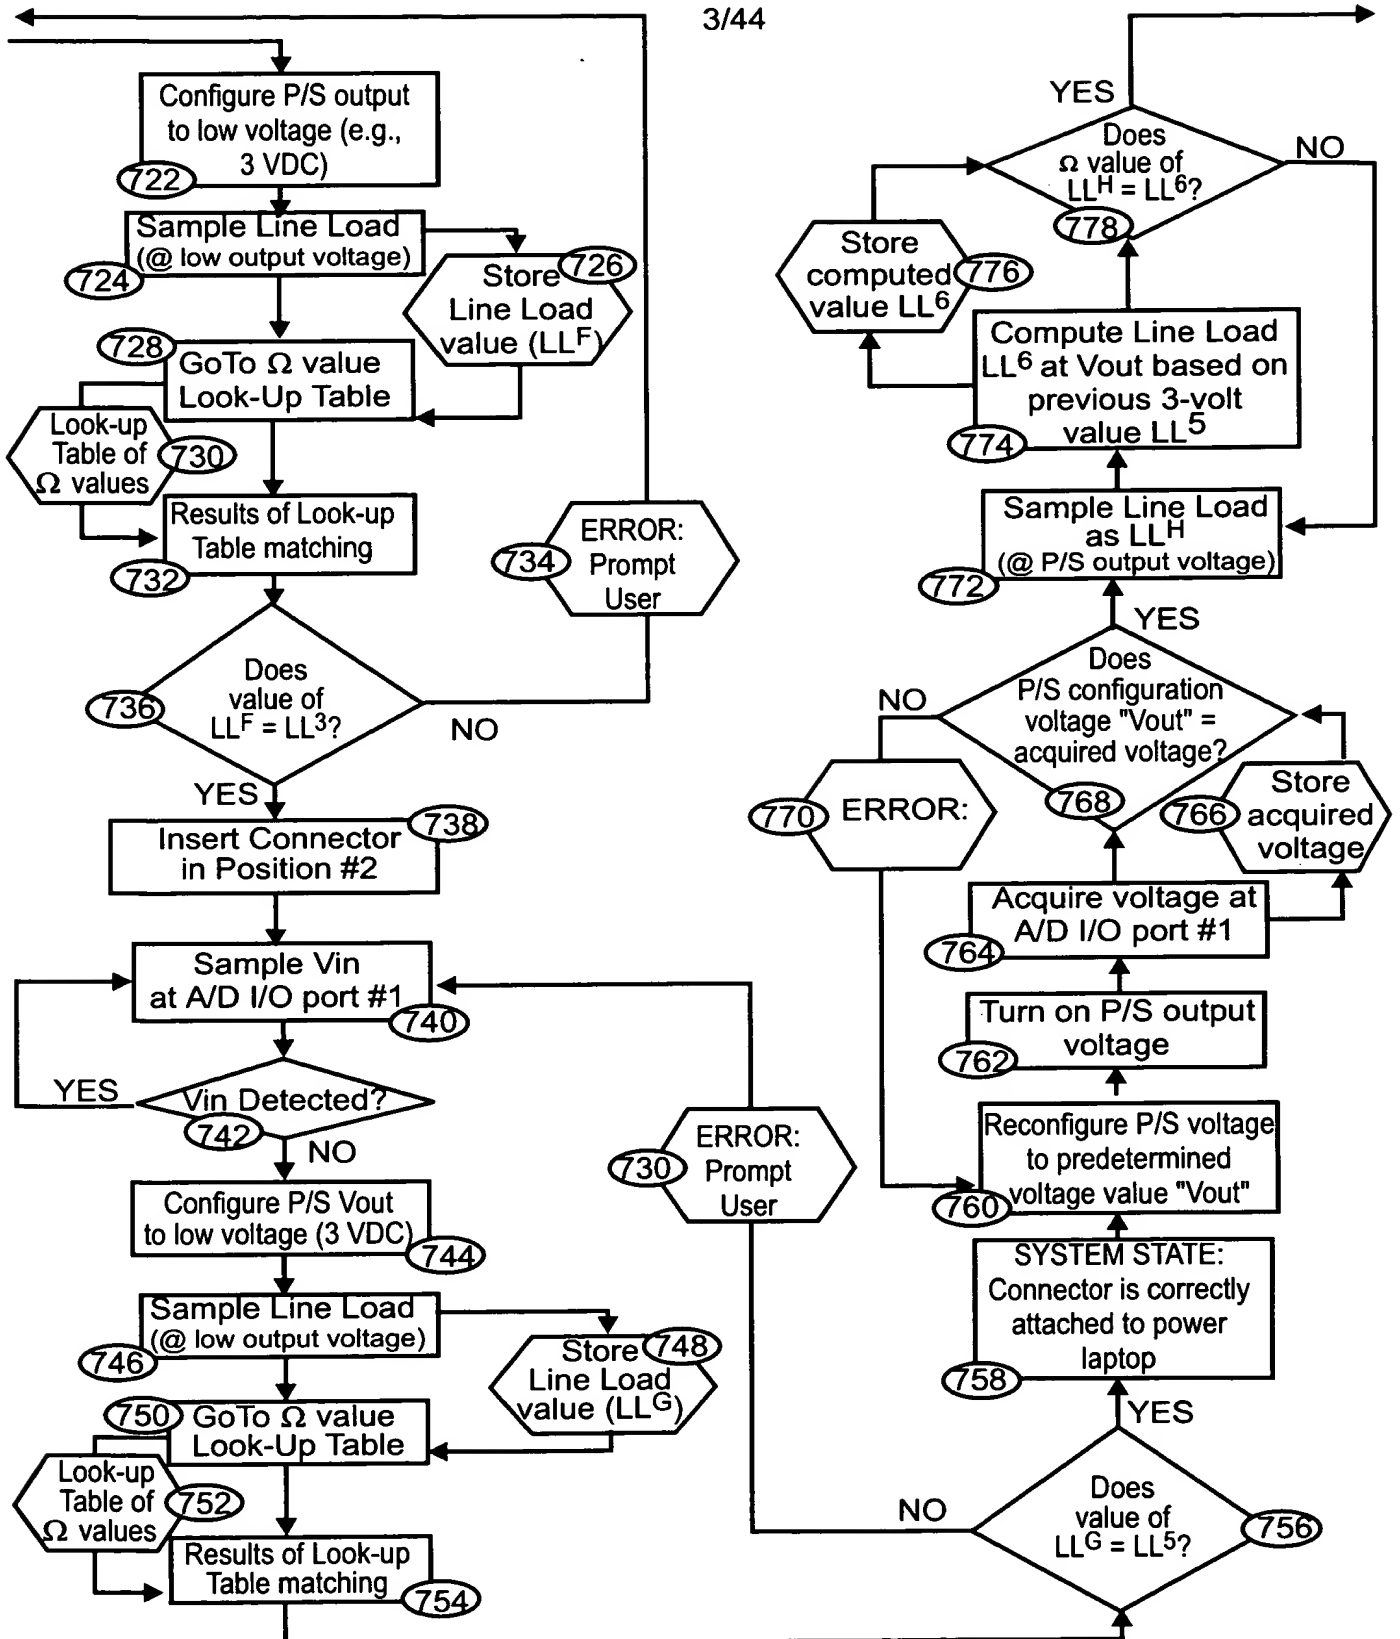 3/44
Configure P/S output
to low voltage (e.g.,
3 VDC)
722
Sample Line Load
(@ low output voltage)
724
726
Store
Line Load
value (LLF)
728
GoTo Ω value
Look-Up Table
Look-up
Table of
Ω values
730
Results of Look-up
Table matching
732
734
ERROR:
Prompt
User
Does
value of
LLF = LL3?
736
NO
YES
Insert Connector
in Position #2
738
Sample Vin
at A/D I/O port #1
740
YES
Vin Detected?
742
NO
Configure P/S Vout
to low voltage (3 VDC)
744
Sample Line Load
(@ low output voltage)
746
748
Store
Line Load
value (LLG)
750
GoTo Ω value
Look-Up Table
Look-up
Table of
Ω values
752
Results of Look-up
Table matching
754
730
ERROR:
Prompt
User
NO
Does
value of
LLG = LL5?
756
YES
SYSTEM STATE:
Connector is correctly
attached to power
laptop
758
Reconfigure P/S voltage
to predetermined
voltage value "Vout"
760
Turn on P/S output
voltage
762
Acquire voltage at
A/D I/O port #1
764
766
Store
acquired
voltage
Does
P/S configuration
voltage "Vout" =
acquired voltage?
768
NO
770
ERROR:
YES
Sample Line Load
as LLH
(@ P/S output voltage)
772
Compute Line Load
LL6 at Vout based on
previous 3-volt
value LL5
774
Store
computed
value LL6
776
Does
Ω value of
LLH = LL6?
778
YES
NO